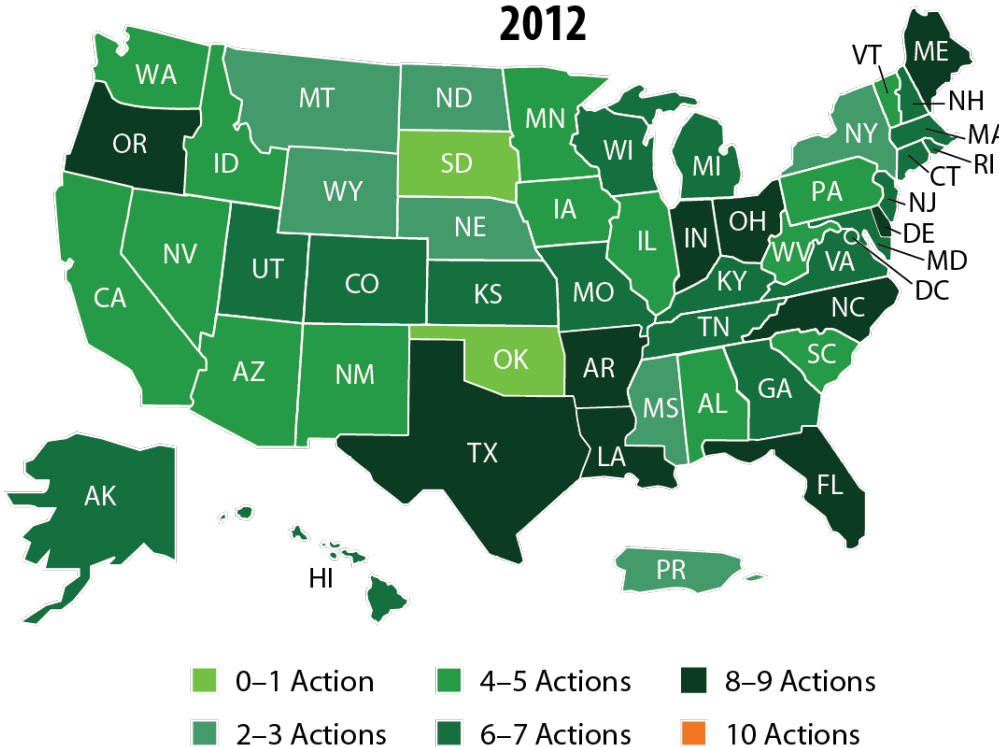 2012
WA
MT
ND
MN
VT
ME
OR
ID
WY
SD
WI
MI
NY
NH
MA
RI
CT
NV
UT
CO
NE
IA
IL
IN
OH
PA
NJ
DE
MD
DC
CA
KS
MO
KY
WV
VA
AZ
NM
OK
AR
TN
NC
SC
TX
LA
MS
AL
GA
FL
AK
HI
PR
0–1 Action
4–5 Actions
8–9 Actions
2–3 Actions
6–7 Actions
10 Actions